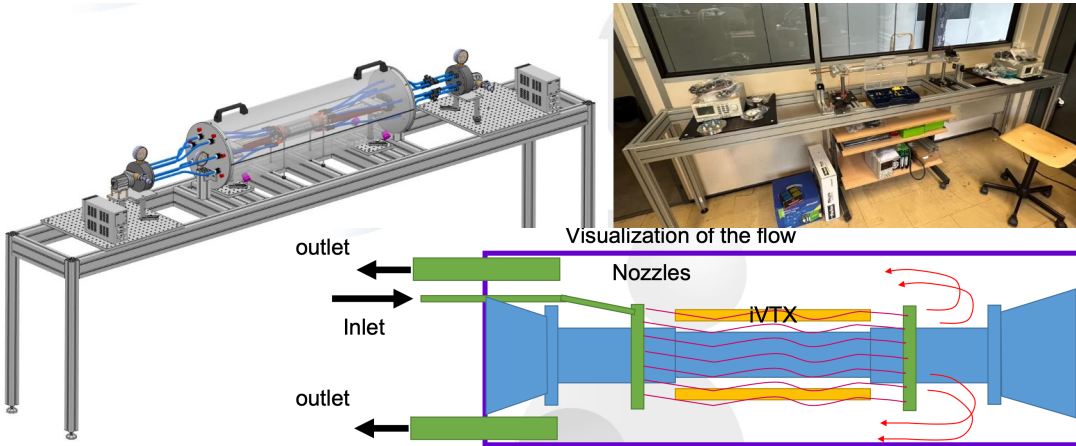 Visualization of the flow
outlet
Nozzles
Inlet
iVTX
outlet